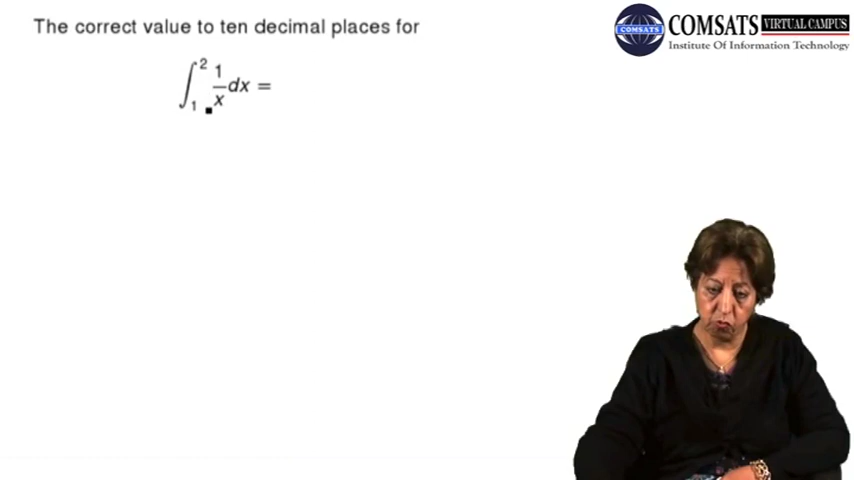 The correct value to ten decimal places for
∫₁² 1/x dx =
COMSATS
COMSATS VIRTUAL CAMPUS
Institute Of Information Technology